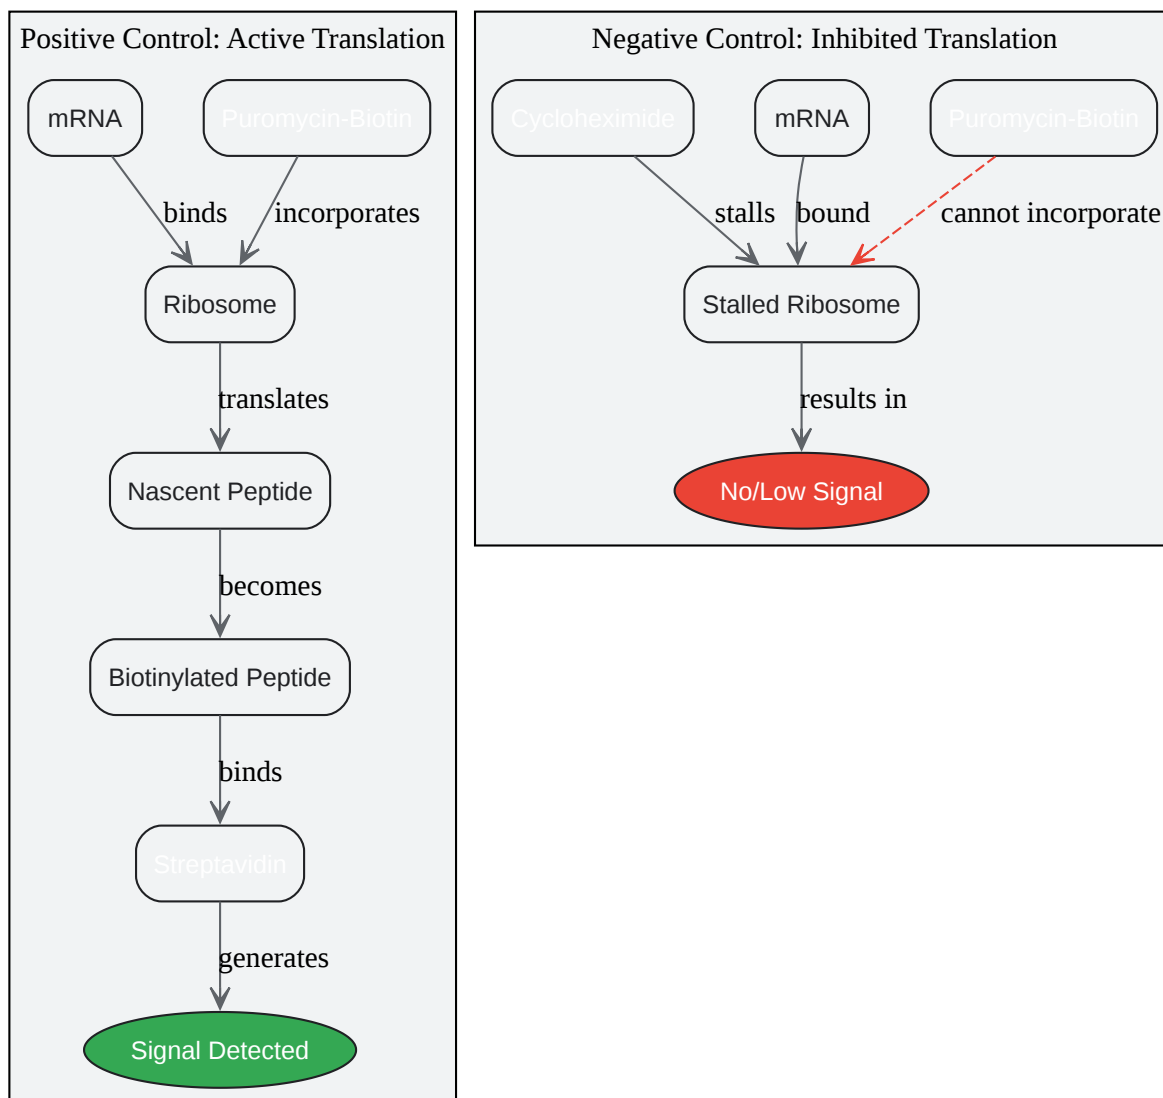 Positive Control: Active Translation
mRNA
Puromycin-Biotin
binds
incorporates
Ribosome
translates
Nascent Peptide
becomes
Biotinylated Peptide
binds
Streptavidin
generates
Signal Detected
Negative Control: Inhibited Translation
Cycloheximide
mRNA
Puromycin-Biotin
stalls
bound
cannot incorporate
Stalled Ribosome
results in
No/Low Signal